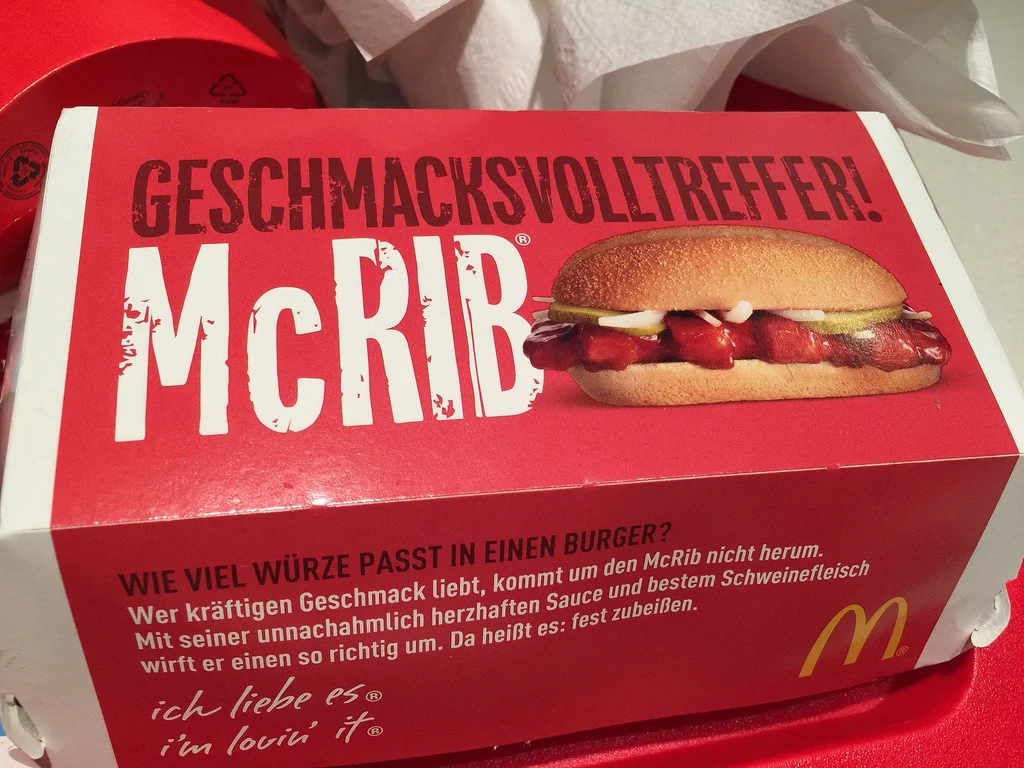 GESCHMACKSVOLLTREFFER!
McRIB®
WIE VIEL WÜRZE PASST IN EINEN BURGER?
Wer kräftigen Geschmack liebt, kommt um den McRib nicht herum.
Mit seiner unnachahmlich herzhaften Sauce und bestem Schweinefleisch
wirft er einen so richtig um. Da heißt es: fest zubeißen.
ich liebe es®
i'm lovin' it®